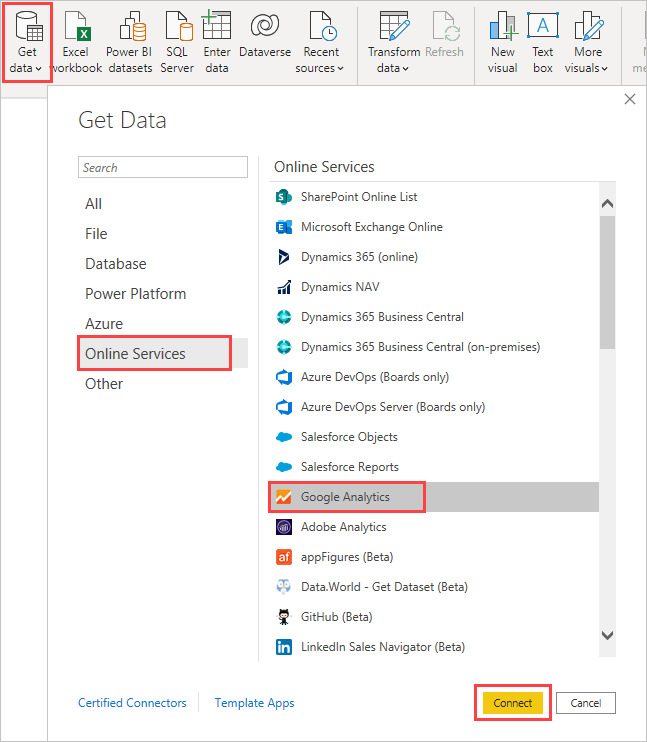 Get data
Excel workbook
Power BI datasets
SQL Server
Enter data
Dataverse
Recent sources
Transform data
Refresh
New visual
Text box
More visuals
Get Data
Search
All
File
Database
Power Platform
Azure
Online Services
Other
Online Services
SharePoint Online List
Microsoft Exchange Online
Dynamics 365 (online)
Dynamics NAV
Dynamics 365 Business Central
Dynamics 365 Business Central (on-premises)
Azure DevOps (Boards only)
Azure DevOps Server (Boards only)
Salesforce Objects
Salesforce Reports
Google Analytics
Adobe Analytics
appFigures (Beta)
Data.World - Get Dataset (Beta)
GitHub (Beta)
LinkedIn Sales Navigator (Beta)
Certified Connectors
Template Apps
Connect
Cancel